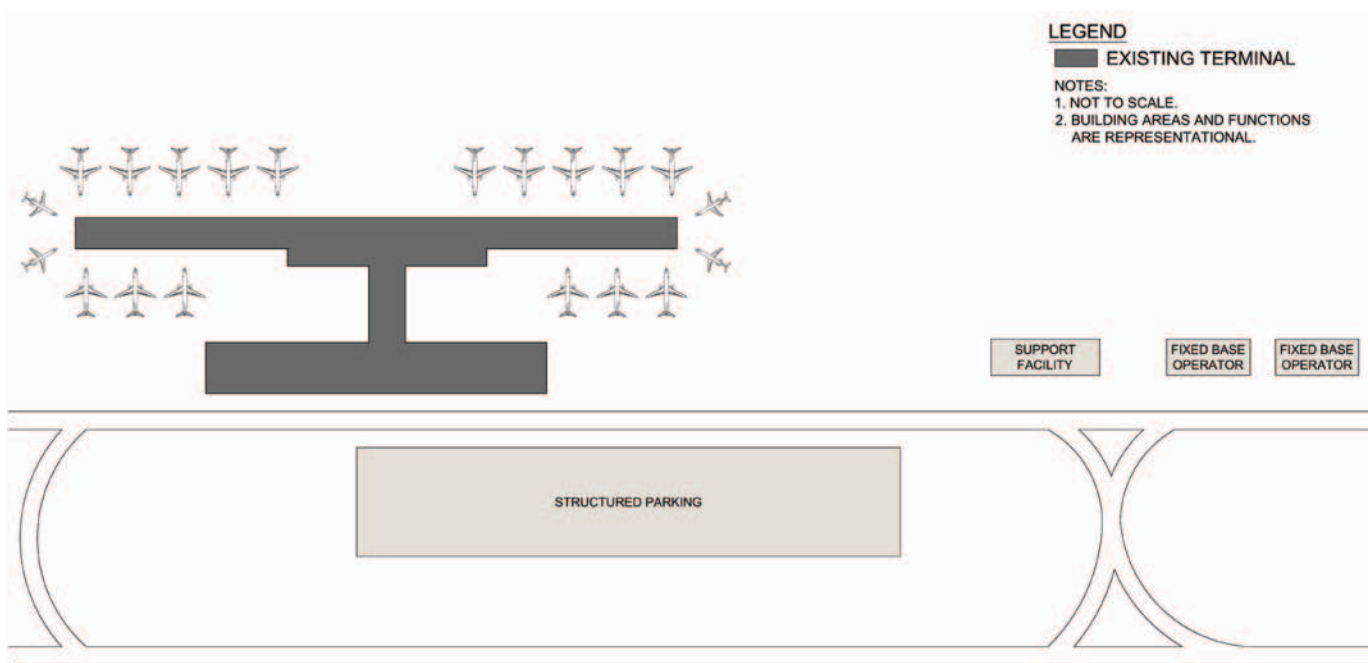 LEGEND
EXISTING TERMINAL
NOTES:
1. NOT TO SCALE.
2. BUILDING AREAS AND FUNCTIONS
ARE REPRESENTATIONAL.
SUPPORT
FACILITY
FIXED BASE
OPERATOR
FIXED BASE
OPERATOR
STRUCTURED PARKING